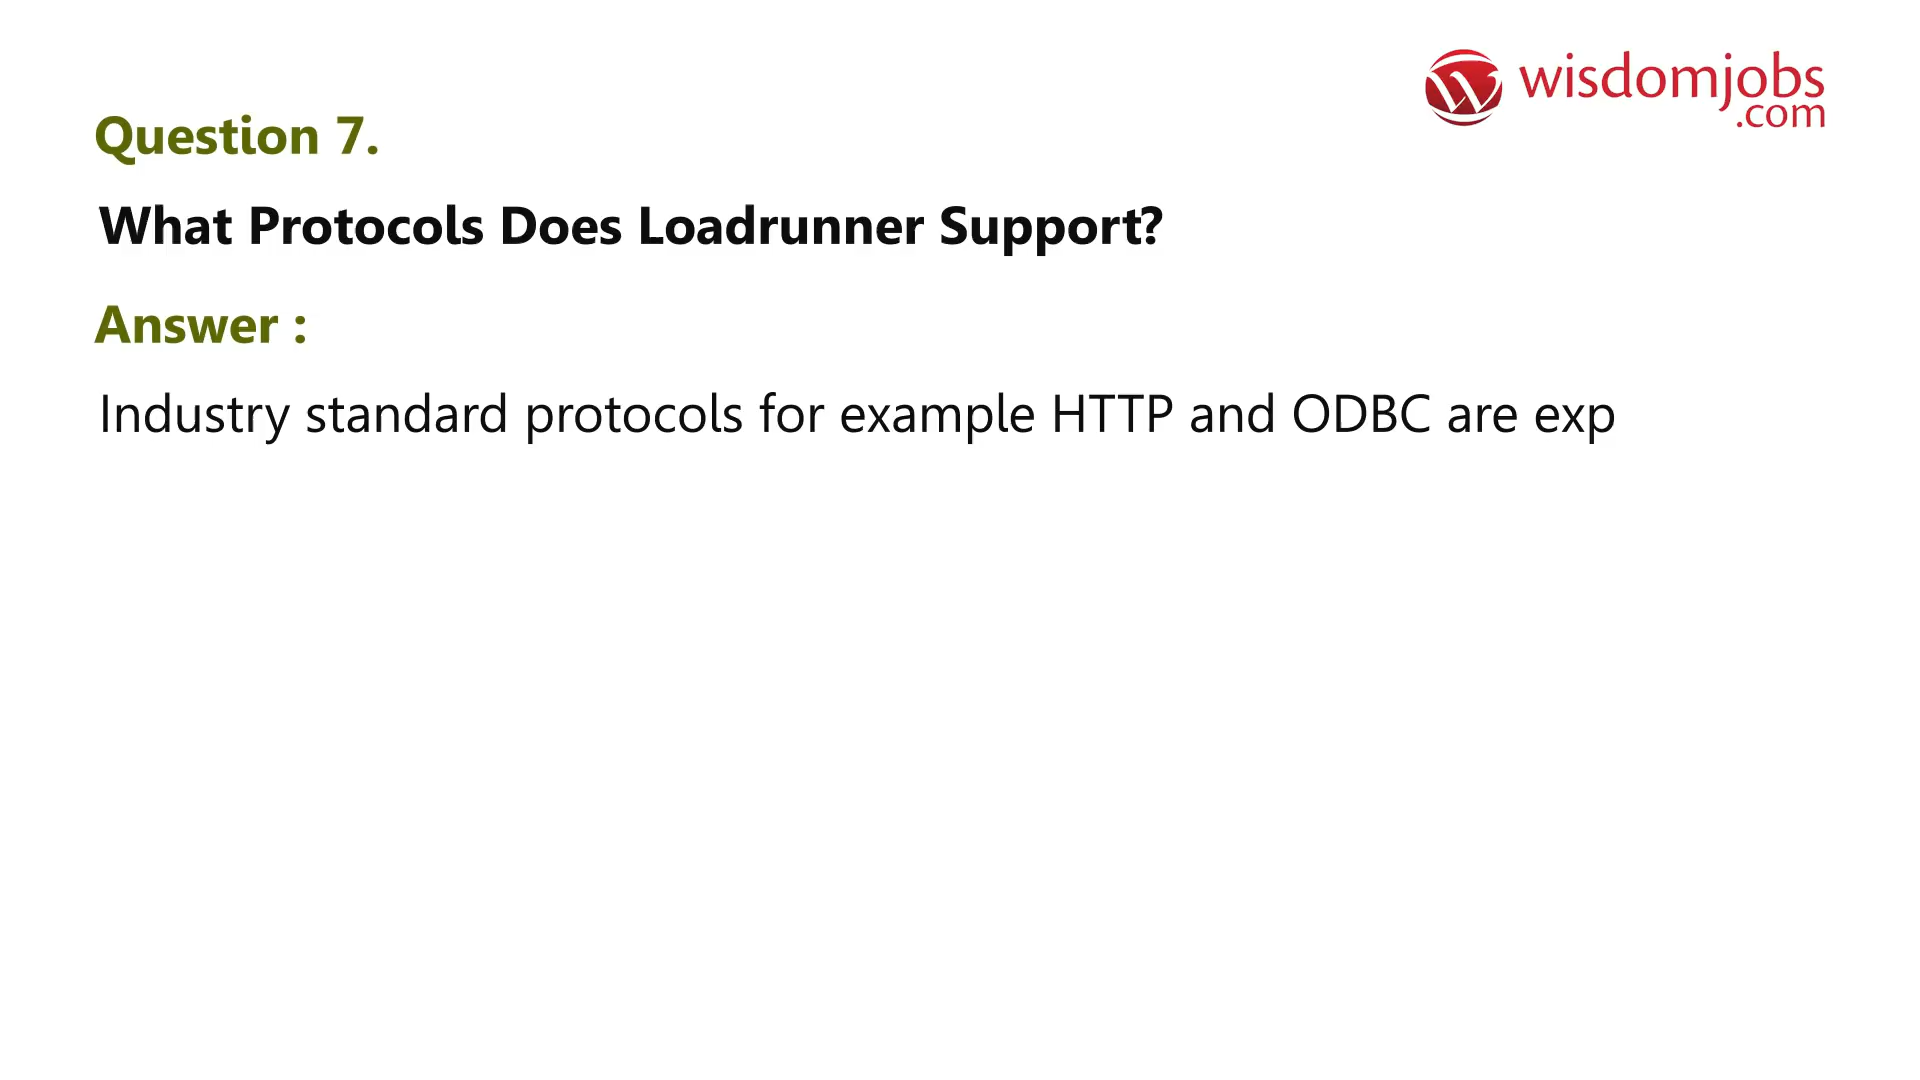 wisdomjobs
.com
Question 7.
What Protocols Does Loadrunner Support?
Answer :
Industry standard protocols for example HTTP and ODBC are exp